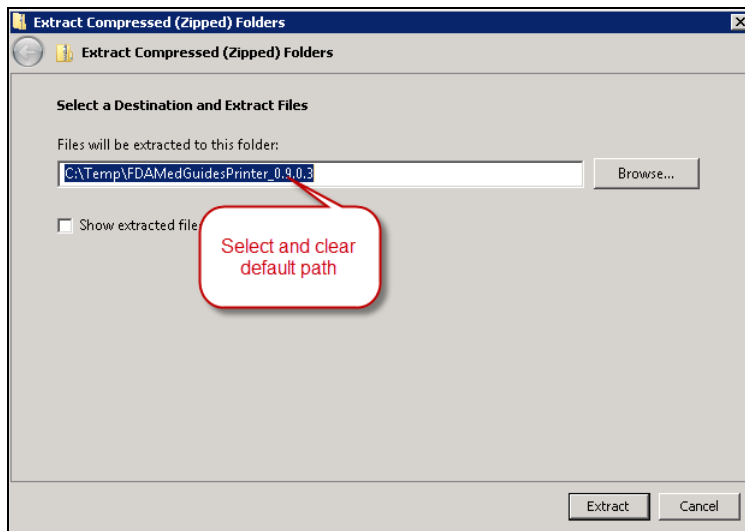 Extract Compressed (Zipped) Folders
Extract Compressed (Zipped) Folders
Select a Destination and Extract Files
Files will be extracted to this folder:
C:\Temp\FDAMedGuidesPrinter_0.9.0.3
Browse...
Show extracted file
Select and clear
default path
Extract
Cancel